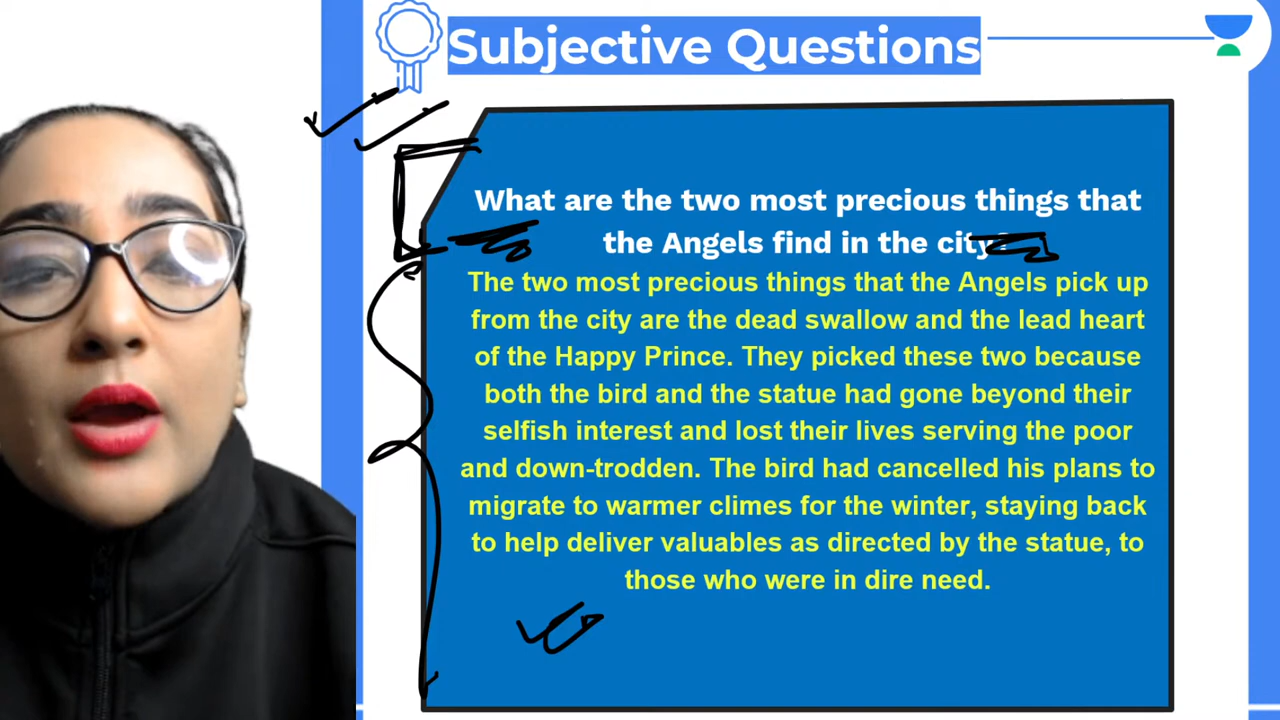 Subjective Questions
What are the two most precious things that
the Angels find in the city?
The two most precious things that the Angels pick up
from the city are the dead swallow and the lead heart
of the Happy Prince. They picked these two because
both the bird and the statue had gone beyond their
selfish interest and lost their lives serving the poor
and down-trodden. The bird had cancelled his plans to
migrate to warmer climes for the winter, staying back
to help deliver valuables as directed by the statue, to
those who were in dire need.